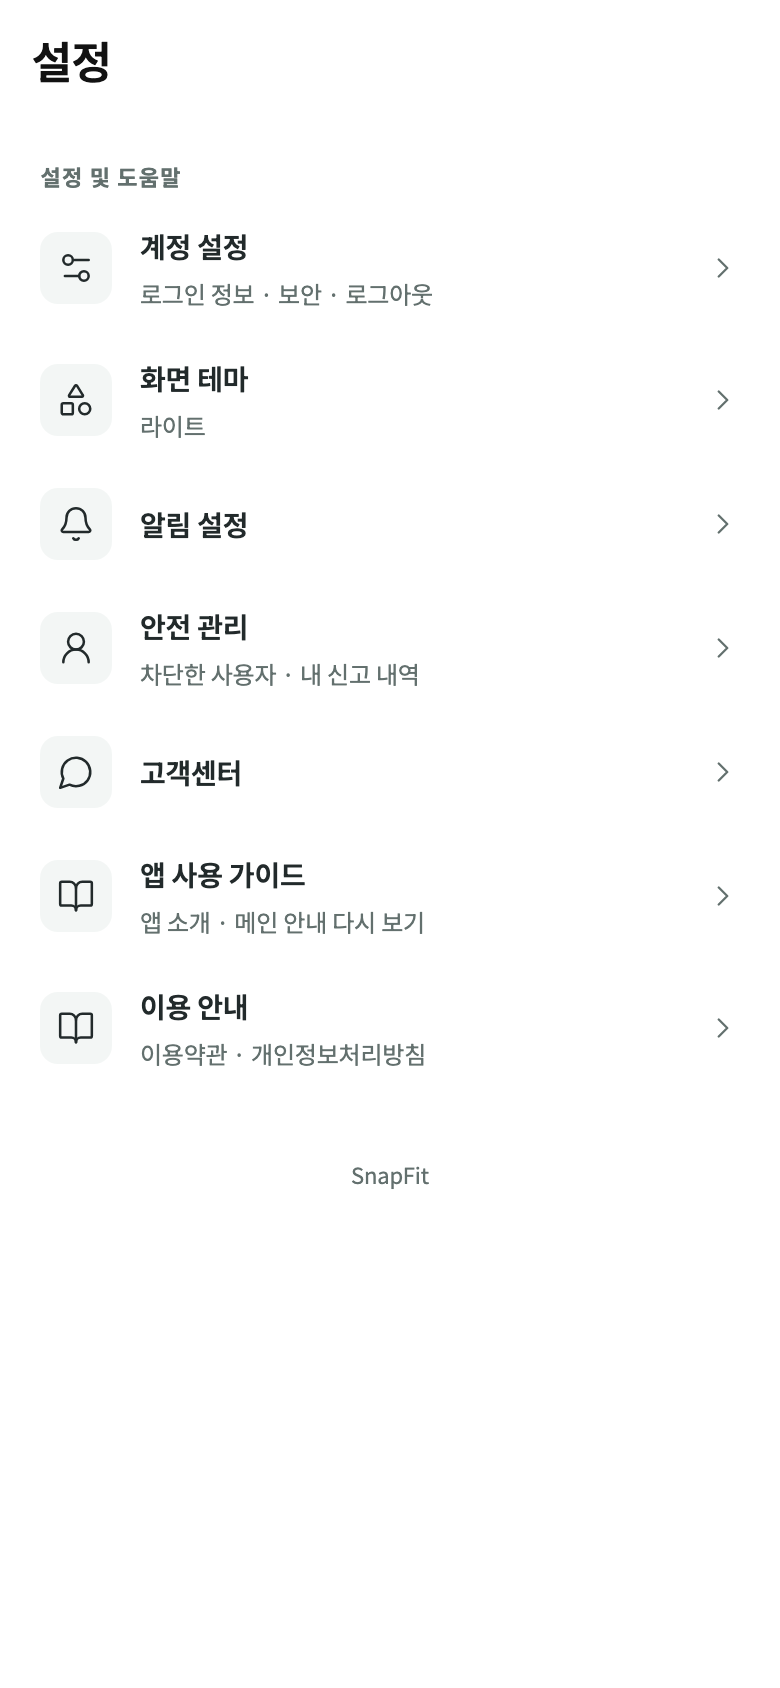 설정
설정 및 도움말
계정 설정
로그인 정보 · 보안 · 로그아웃
화면 테마
라이트
알림 설정
안전 관리
차단한 사용자 · 내 신고 내역
고객센터
앱 사용 가이드
앱 소개 · 메인 안내 다시 보기
이용 안내
이용약관 · 개인정보처리방침
SnapFit